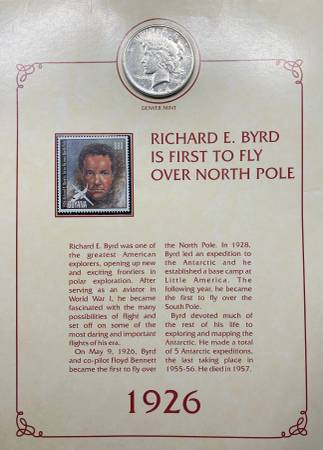 DENVER MINT
GUYANA
RICHARD E. BYRD
IS FIRST TO FLY
OVER NORTH POLE
Richard E. Byrd was one of
the greatest American
explorers, opening up new
and exciting frontiers in
polar exploration. After
serving as an aviator in
World War I, he became
fascinated with the many
possibilities of flight and
set off on some of the
most daring and important
flights of his era.
On May 9, 1926, Byrd
and co-pilot Floyd Bennett
became the first to fly over
the North Pole. In 1928,
Byrd led an expedition to
the Antarctic and he
established a base camp at
Little America. The
following year, he became
the first to fly over the
South Pole.
Byrd devoted much of
the rest of his life to
exploring and mapping the
Antarctic. He made a total
of 5 Antarctic expeditions,
the last taking place in
1955-56. He died in 1957.
1926